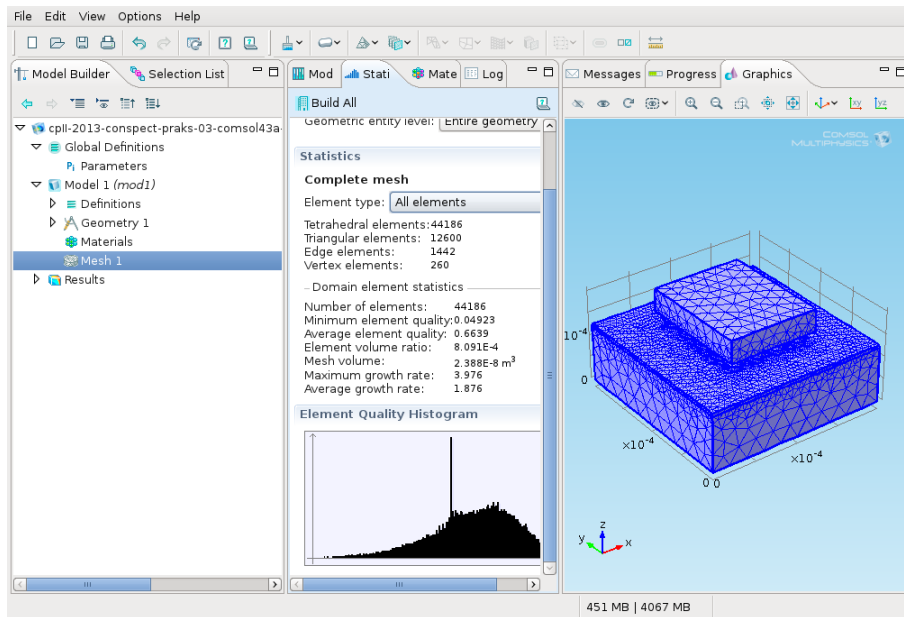 File Edit View Options Help
Model Builder Selection List Mod Stati Mate Log Messages Progress Graphics
Build All
xy yz
Geometric entity level: Entire geometry
cpII-2013-conspect-praks-03-comsol43a-
Global Definitions
Pi Parameters
Model 1 (mod1)
Definitions
Geometry 1
Materials
Mesh 1
Results
Statistics
Complete mesh
Element type: All elements
Tetrahedral elements: 44186
Triangular elements: 12600
Edge elements: 1442
Vertex elements: 260
Domain element statistics
Number of elements: 44186
Minimum element quality: 0.04923
Average element quality: 0.6639
Element volume ratio: 8.091E-4
Mesh volume: 2.388E-8 m³
Maximum growth rate: 3.976
Average growth rate: 1.876
Element Quality Histogram
COMSOL
MULTIPHYSICS
10⁻⁴
0
×10⁻⁴
×10⁻⁴
0 0
z
y x
451 MB | 4067 MB